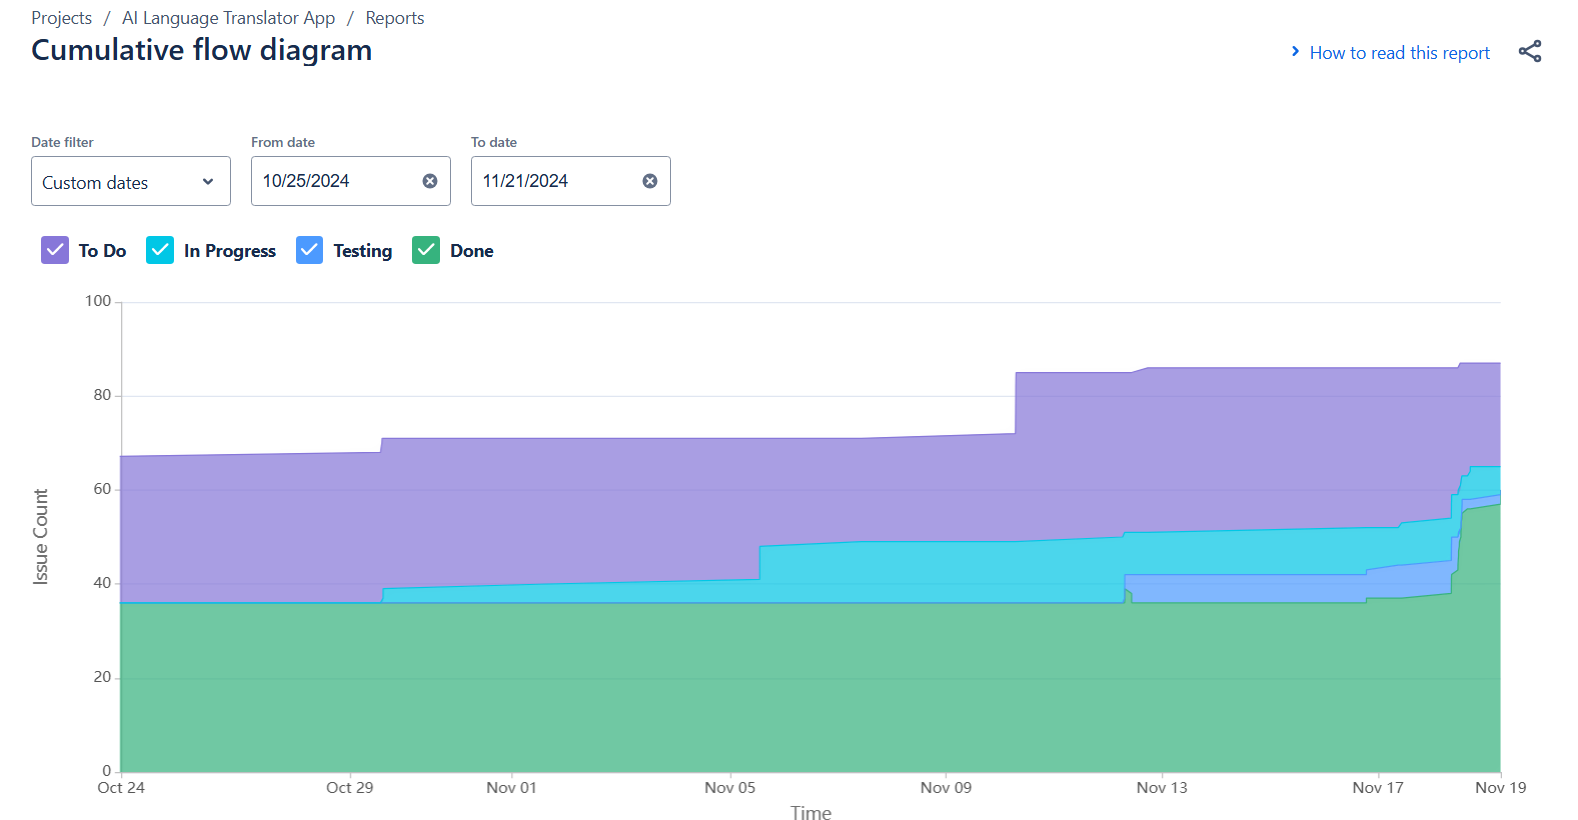 Projects / AI Language Translator App / Reports
Cumulative flow diagram
How to read this report
Date filter
From date
To date
Custom dates
10/25/2024
11/21/2024
To Do
In Progress
Testing
Done
100
80
60
40
20
0
Issue Count
Oct 24
Oct 29
Nov 01
Nov 05
Nov 09
Nov 13
Nov 17
Nov 19
Time